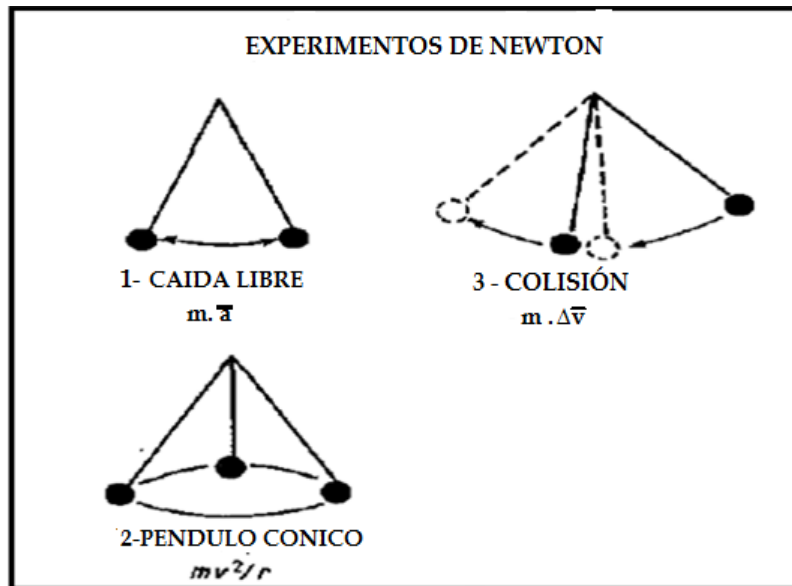 EXPERIMENTOS DE NEWTON
1- CAIDA LIBRE
m. a̅
3 - COLISIÓN
m . Δv̅
2-PENDULO CONICO
mv²/r